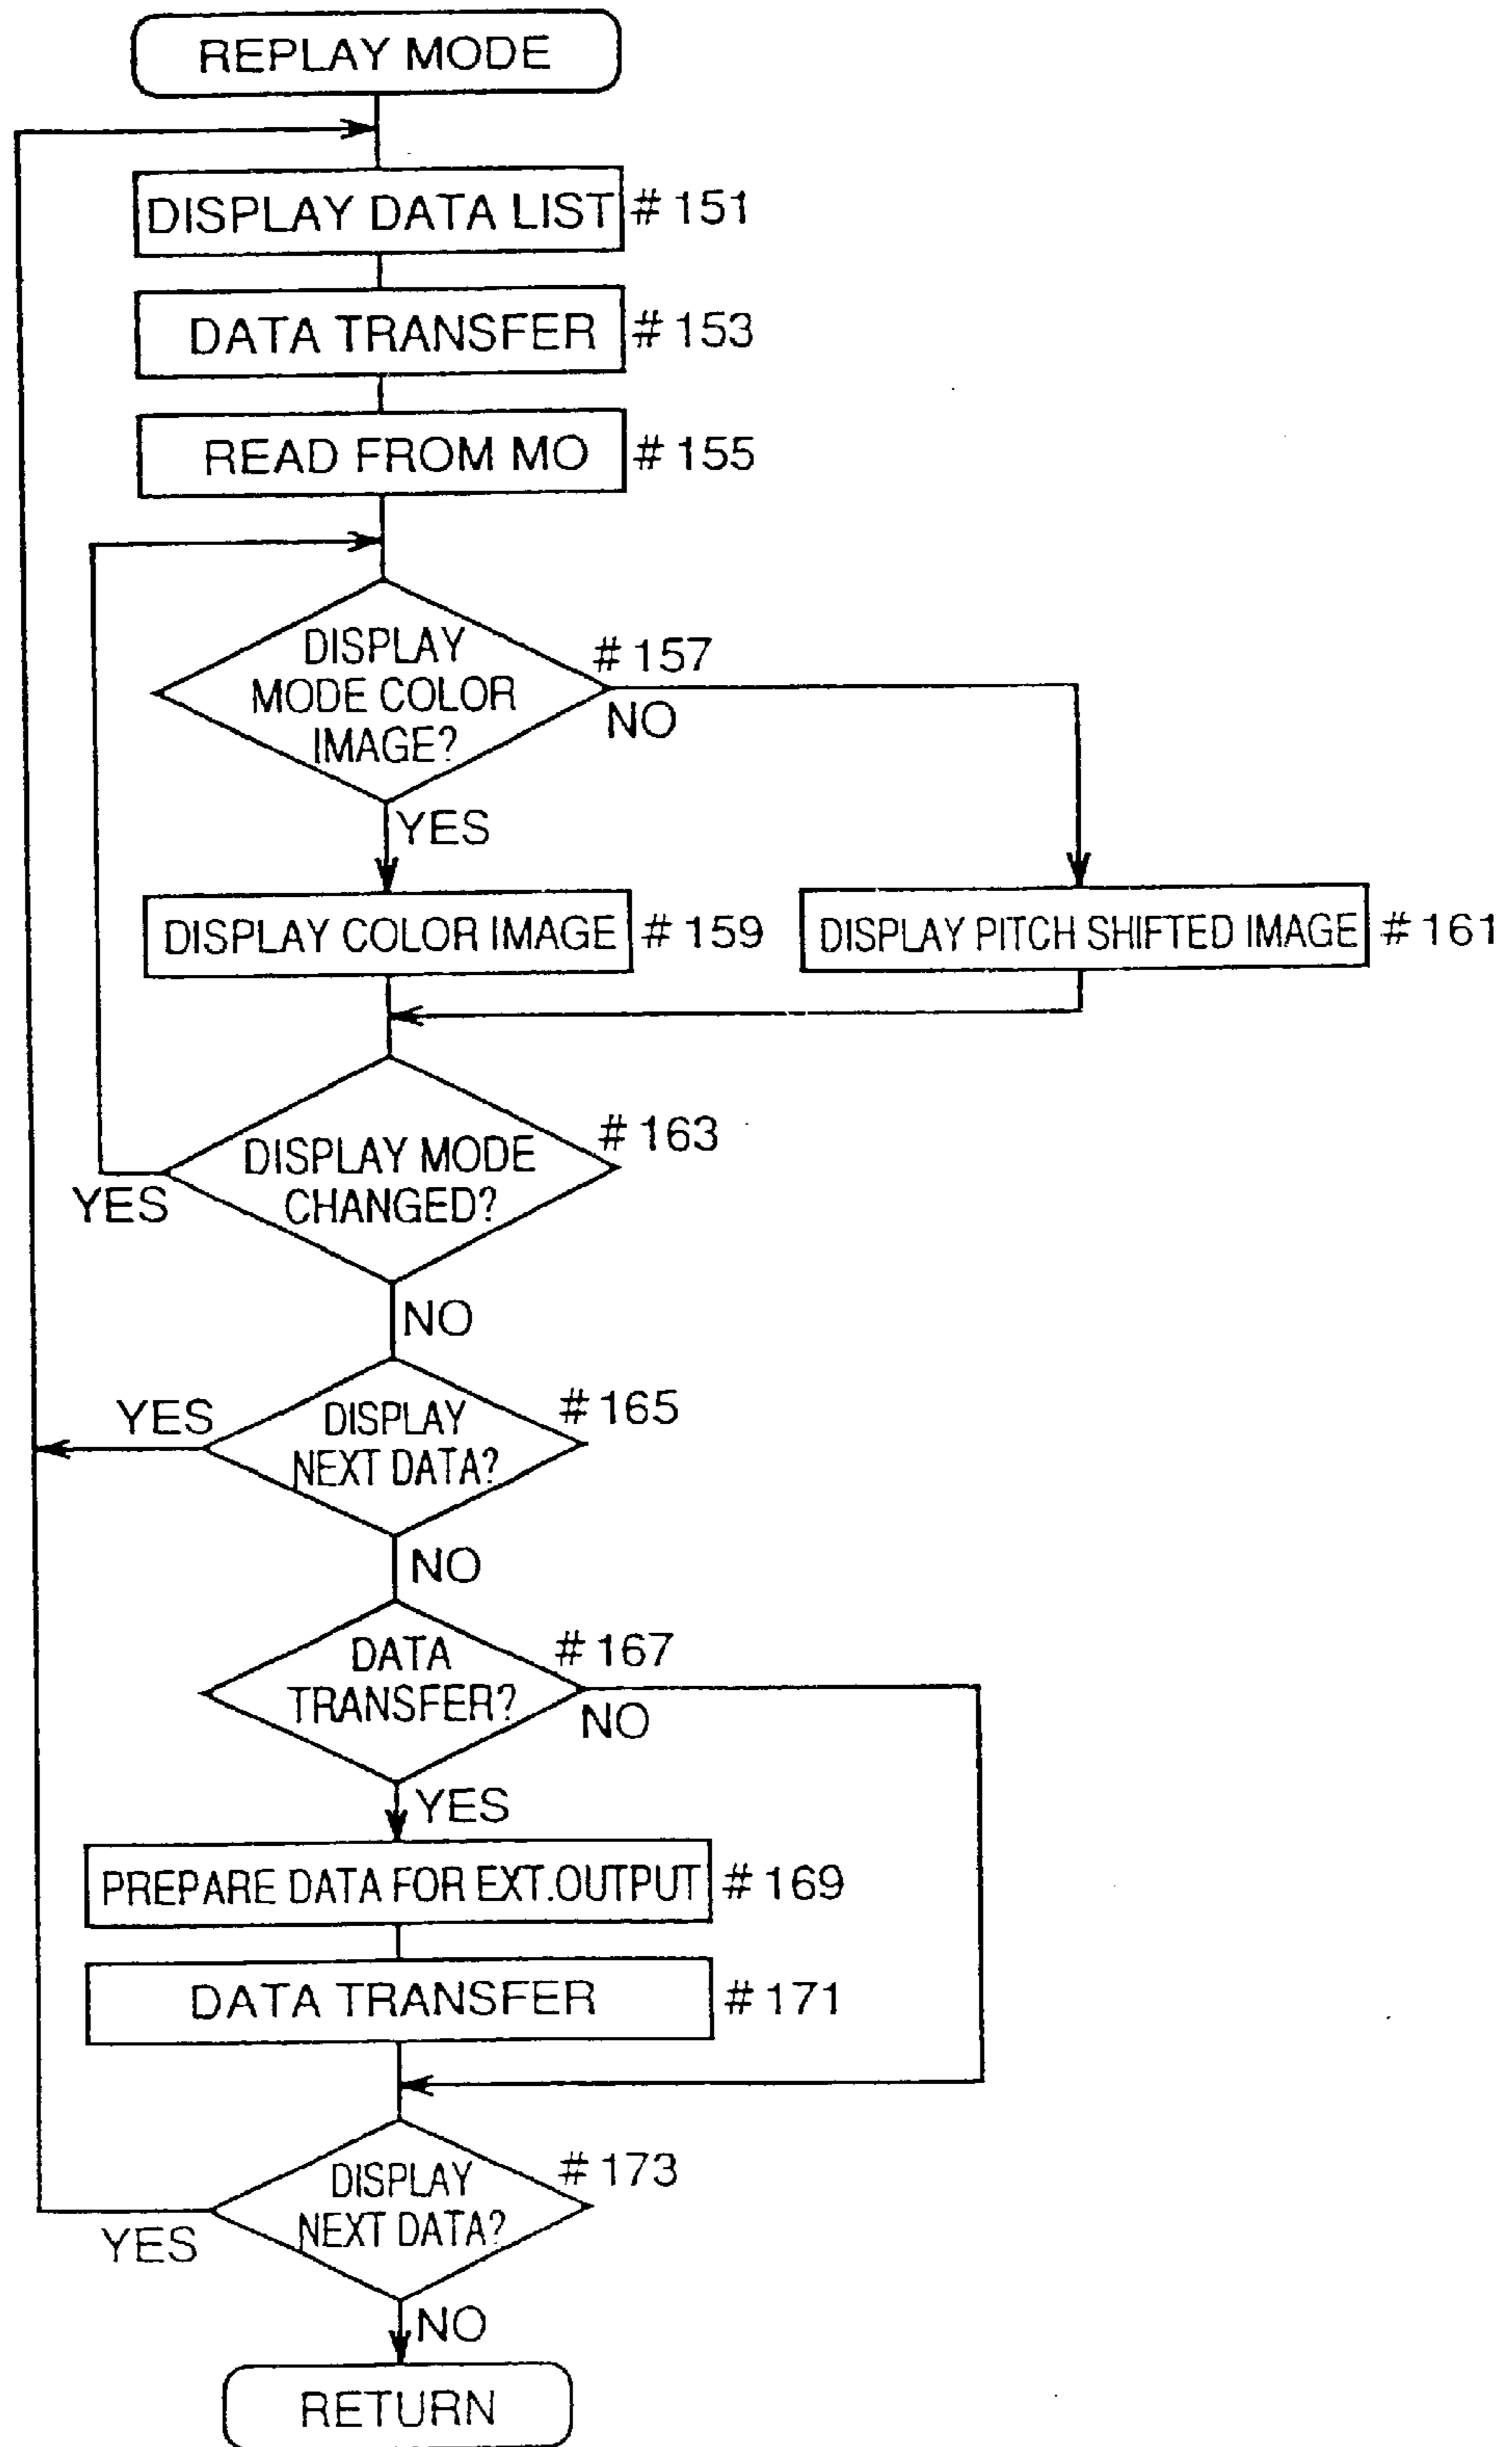 REPLAY MODE
DISPLAY DATA LIST # 151
DATA TRANSFER # 153
READ FROM MO # 155
DISPLAY
MODE COLOR
IMAGE?
# 157
NO
YES
DISPLAY COLOR IMAGE # 159
DISPLAY PITCH SHIFTED IMAGE # 161
DISPLAY MODE
CHANGED?
# 163
YES
NO
DISPLAY
NEXT DATA?
# 165
YES
NO
DATA
TRANSFER?
# 167
NO
YES
PREPARE DATA FOR EXT.OUTPUT # 169
DATA TRANSFER # 171
DISPLAY
NEXT DATA?
# 173
YES
NO
RETURN